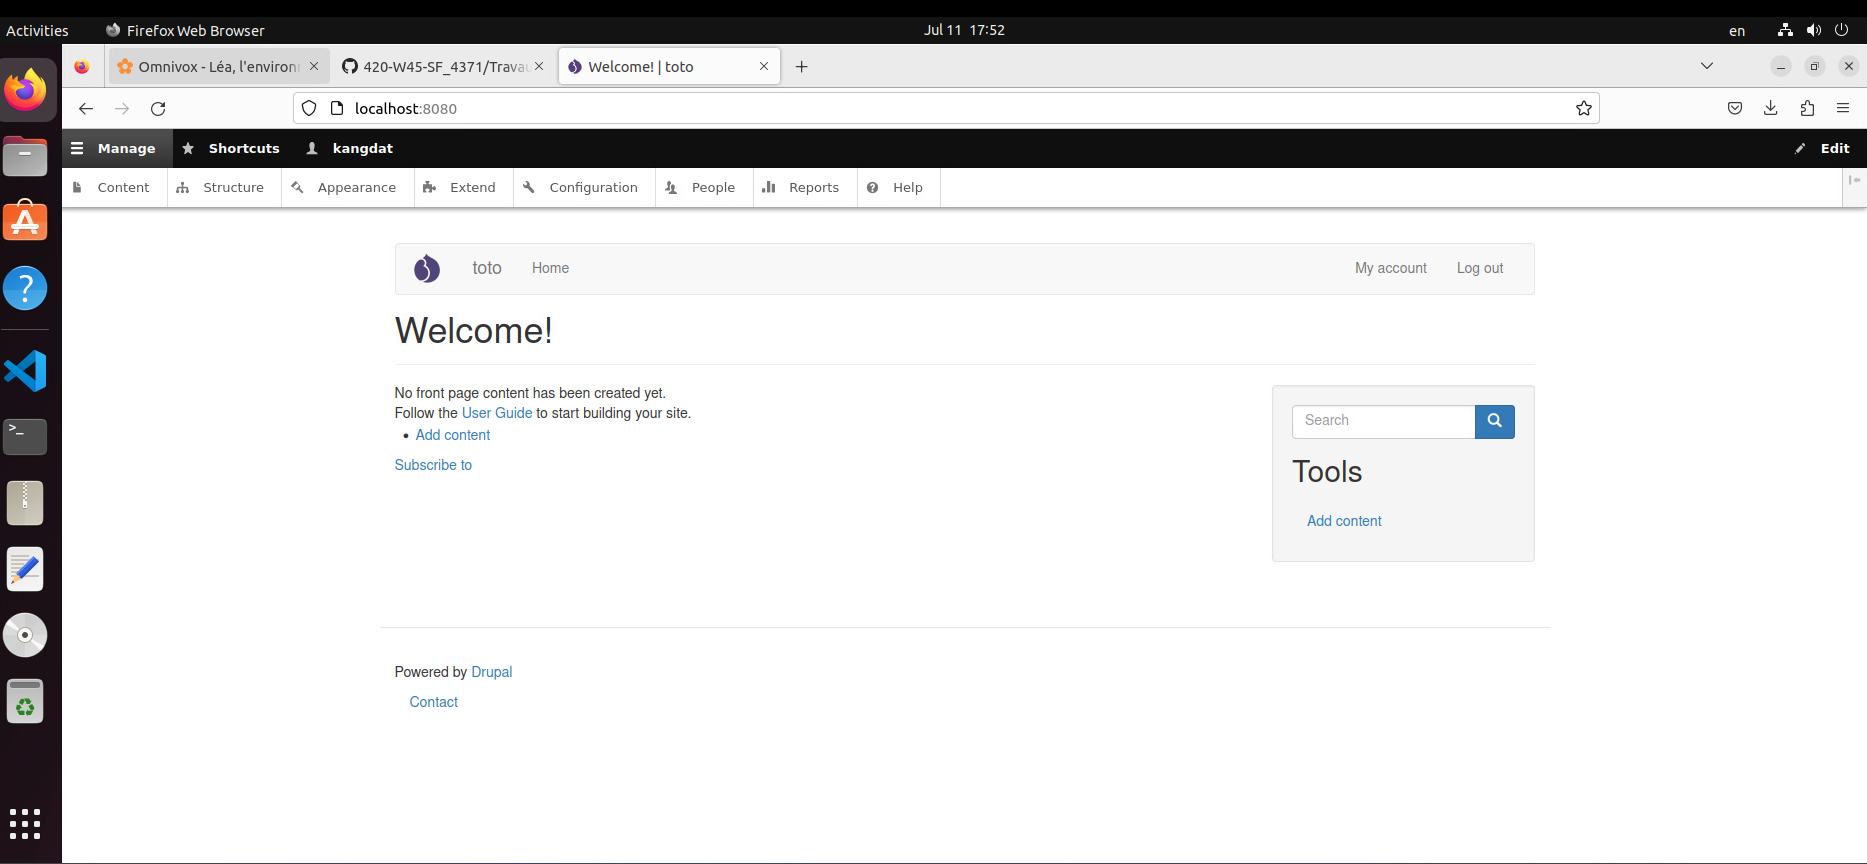 Activities Firefox Web Browser Jul 11 17:52 en
Omnivox - Léa, l'environ 420-W45-SF_4371/Travau Welcome! | toto
localhost:8080
Manage Shortcuts kangdat Edit
Content Structure Appearance Extend Configuration People Reports Help
toto Home My account Log out
Welcome!
No front page content has been created yet.
Follow the User Guide to start building your site.
Add content
Subscribe to
Search
Tools
Add content
Powered by Drupal
Contact